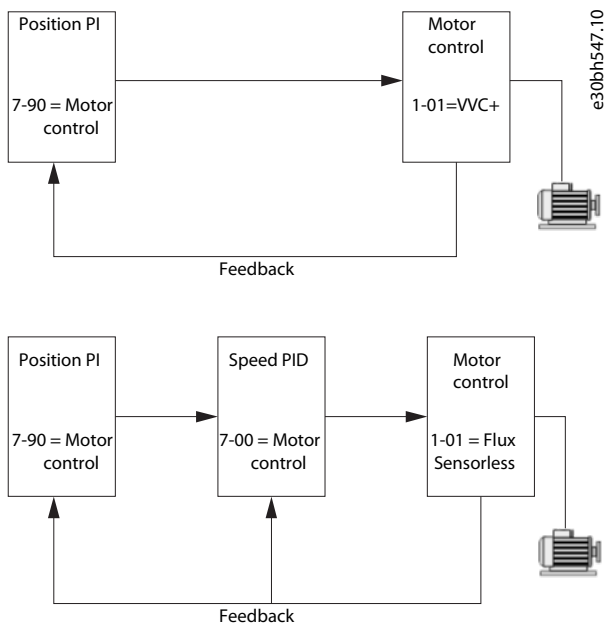 Position PI
7-90 = Motor
control
Motor
control
1-01=VVC+
e30bh547.10
Feedback
Position PI
7-90 = Motor
control
Speed PID
7-00 = Motor
control
Motor
control
1-01 = Flux
Sensorless
Feedback